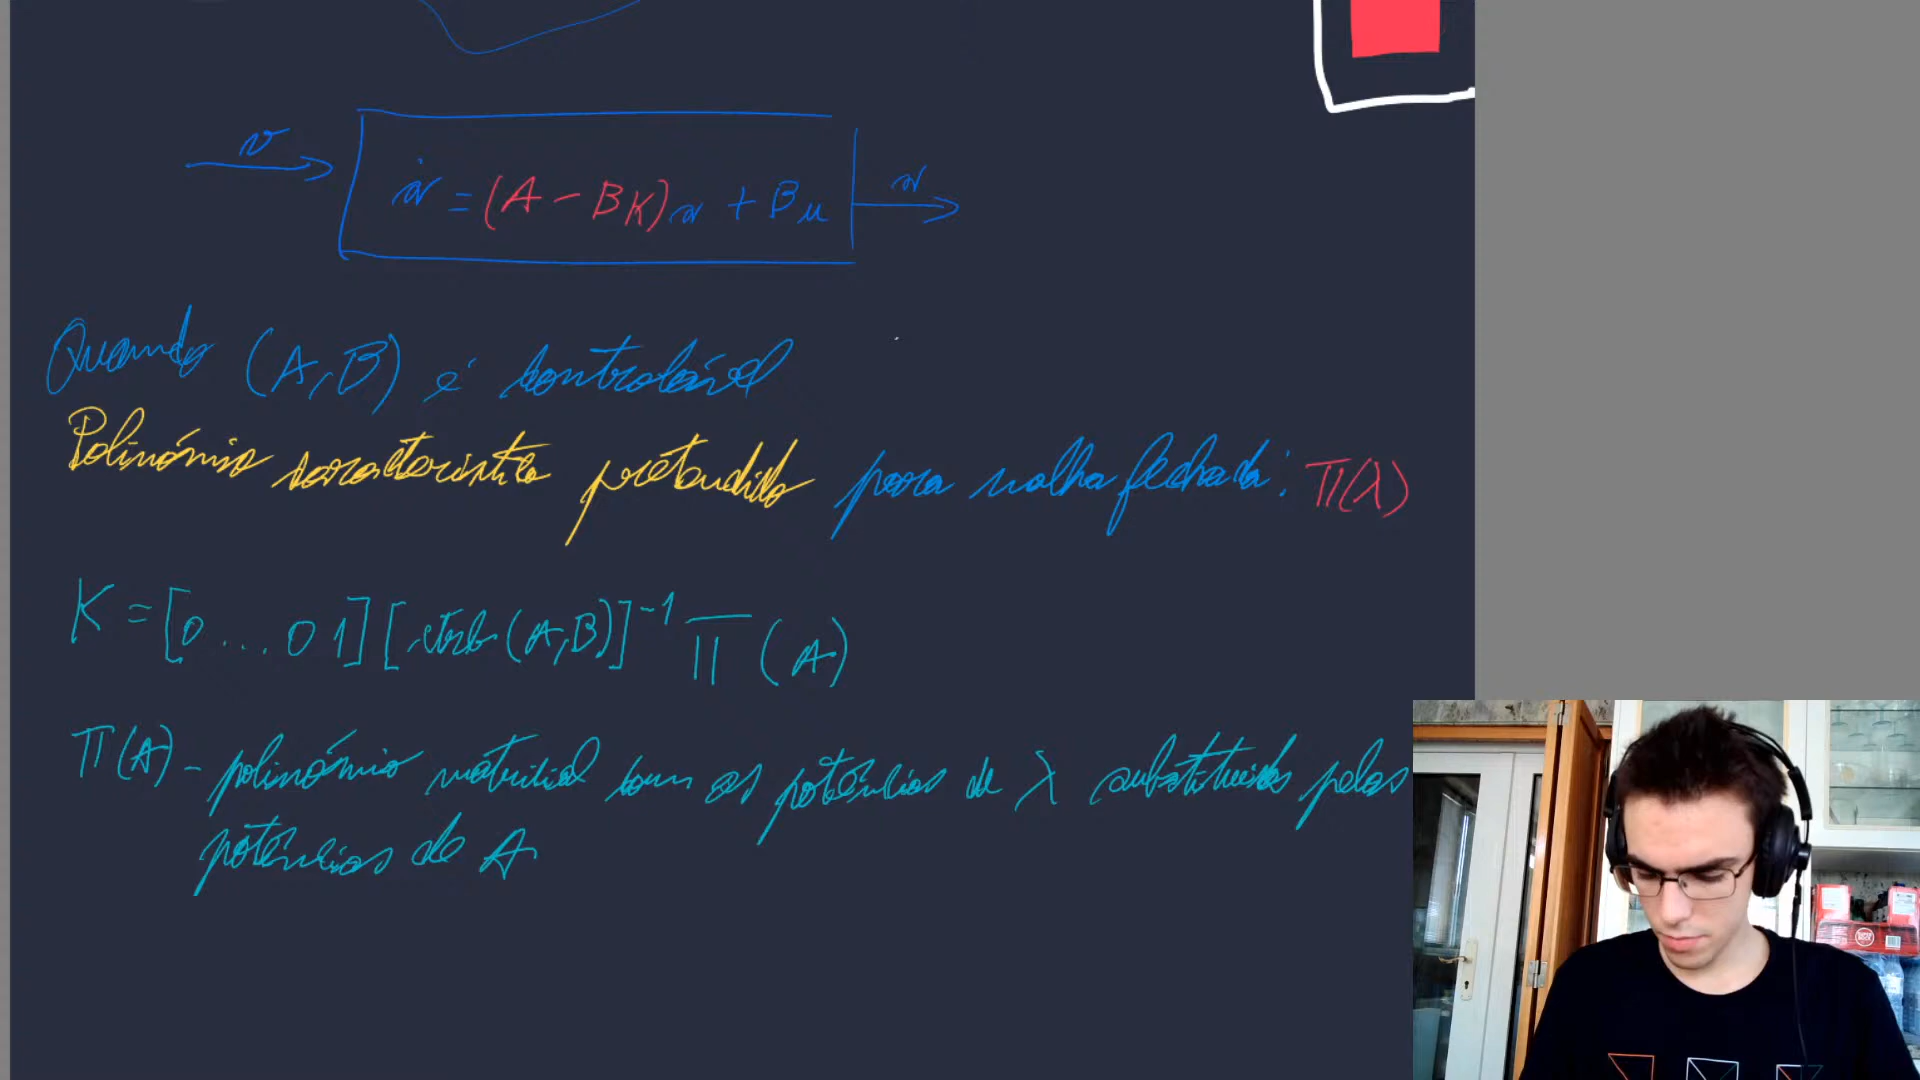 v
ẋ = (A - BK)x + Bu
x
Quando (A,B) é controlável
Polinómio característico pretendido para malha fechada: Π(λ)
K = [0 ... 0 1] [ctrb(A,B)]⁻¹ Π(A)
Π(A) - polinómio matricial com as potências de λ substituídas pelas
potências de A